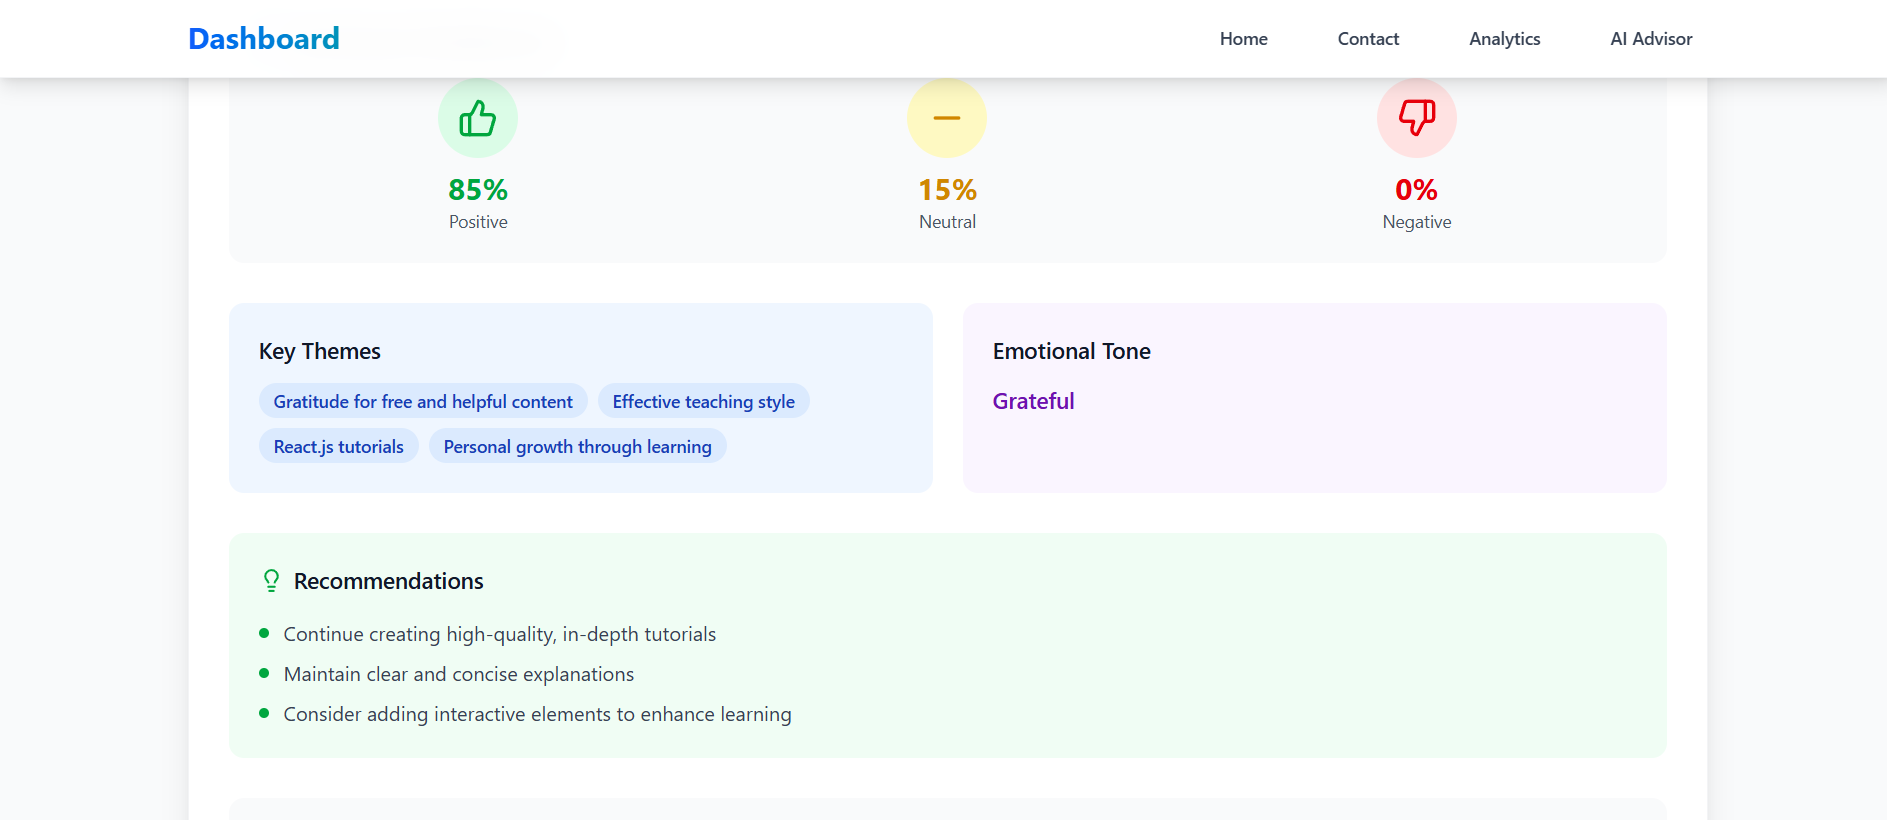 Dashboard
Home Contact Analytics AI Advisor
85% 15% 0%
Positive Neutral Negative
Key Themes
Gratitude for free and helpful content Effective teaching style
React.js tutorials Personal growth through learning
Emotional Tone
Grateful
Recommendations
Continue creating high-quality, in-depth tutorials
Maintain clear and concise explanations
Consider adding interactive elements to enhance learning